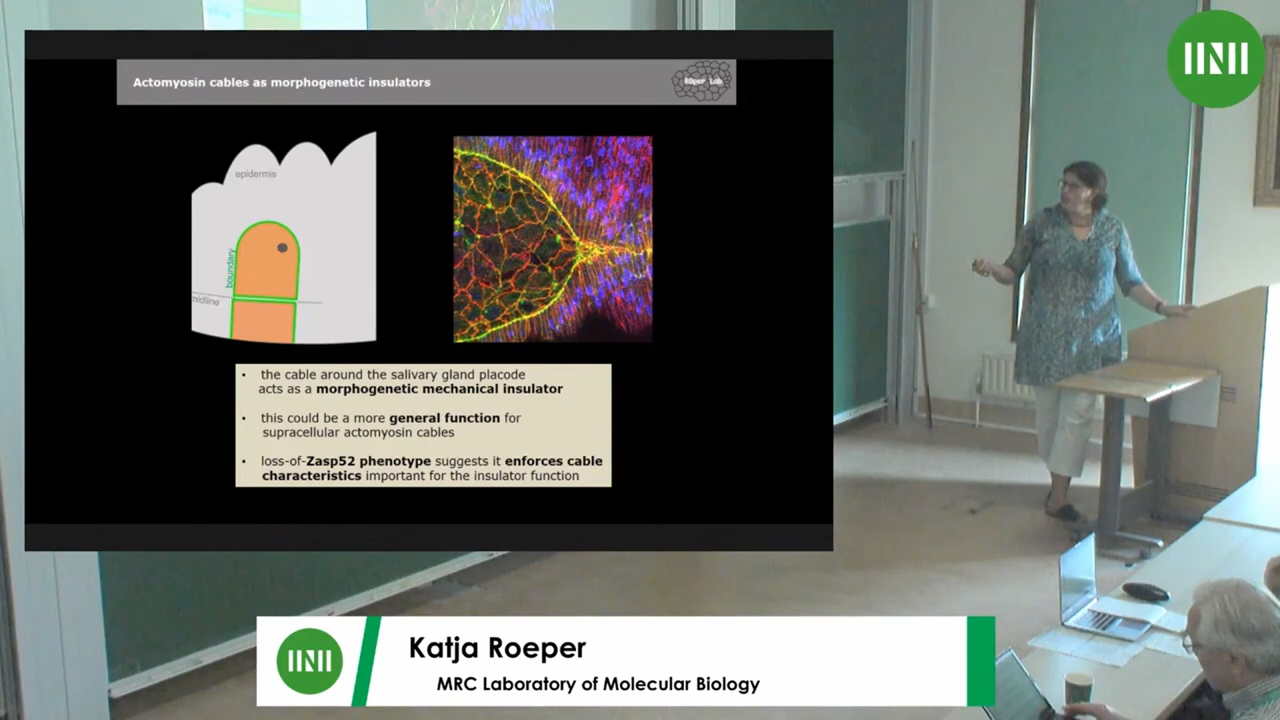 Actomyosin cables as morphogenetic insulators
Röper Lab
epidermis
boundary
midline
• the cable around the salivary gland placode
acts as a morphogenetic mechanical insulator
• this could be a more general function for
supracellular actomyosin cables
• loss-of-Zasp52 phenotype suggests it enforces cable
characteristics important for the insulator function
Katja Roeper
MRC Laboratory of Molecular Biology